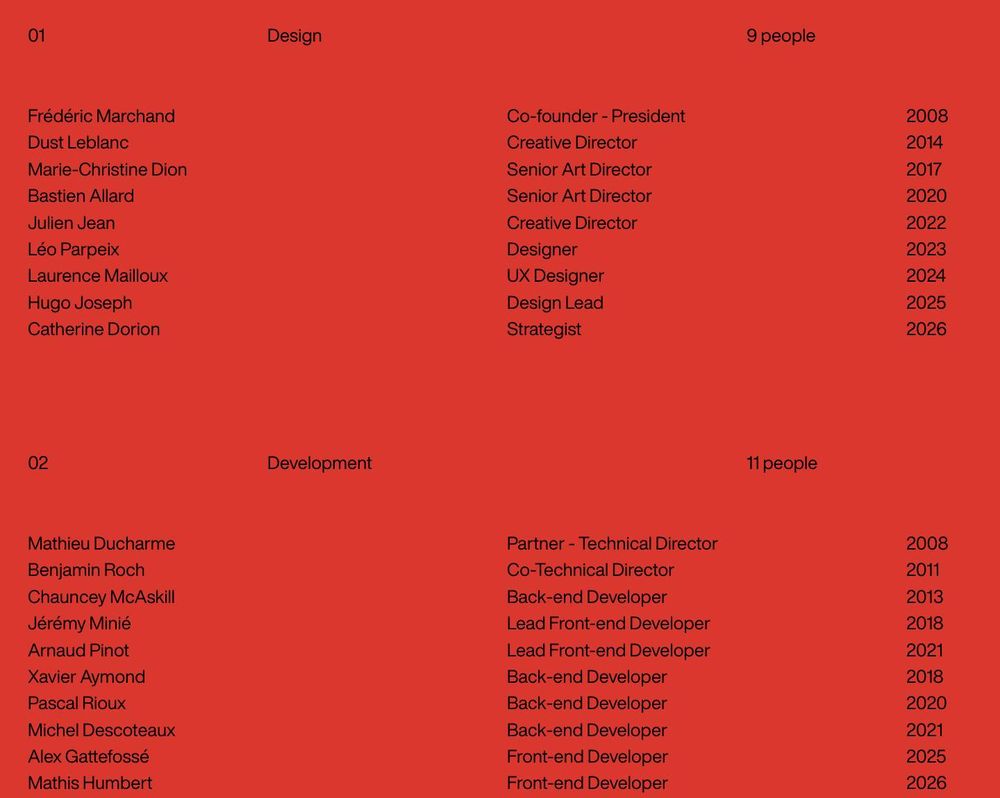 01 Design 9 people
Frédéric Marchand Co-founder - President 2008
Dust Leblanc Creative Director 2014
Marie-Christine Dion Senior Art Director 2017
Bastien Allard Senior Art Director 2020
Julien Jean Creative Director 2022
Léo Parpeix Designer 2023
Laurence Mailloux UX Designer 2024
Hugo Joseph Design Lead 2025
Catherine Dorion Strategist 2026
02 Development 11 people
Mathieu Ducharme Partner - Technical Director 2008
Benjamin Roch Co-Technical Director 2011
Chauncey McAskill Back-end Developer 2013
Jérémy Minié Lead Front-end Developer 2018
Arnaud Pinot Lead Front-end Developer 2021
Xavier Aymond Back-end Developer 2018
Pascal Rioux Back-end Developer 2020
Michel Descoteaux Back-end Developer 2021
Alex Gattefossé Front-end Developer 2025
Mathis Humbert Front-end Developer 2026